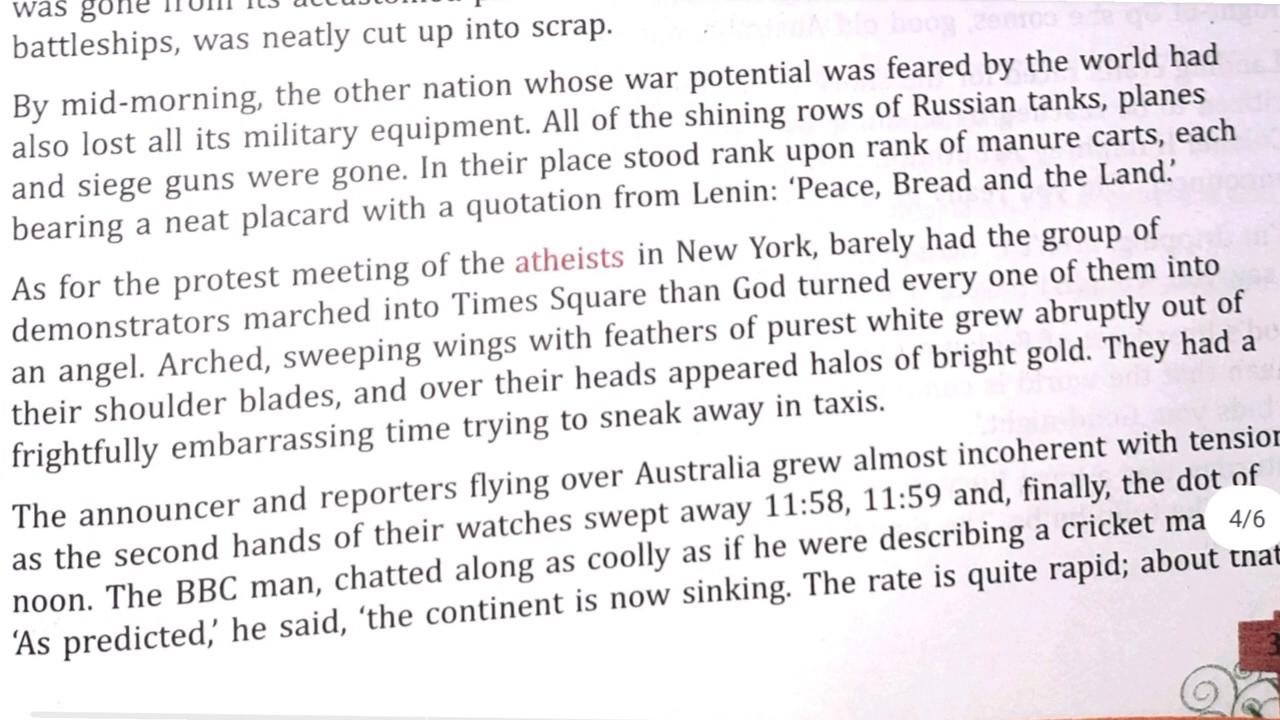 was gone from its
battleships, was neatly cut up into scrap.
By mid-morning, the other nation whose war potential was feared by the world had
also lost all its military equipment. All of the shining rows of Russian tanks, planes
and siege guns were gone. In their place stood rank upon rank of manure carts, each
bearing a neat placard with a quotation from Lenin: ‘Peace, Bread and the Land.’
As for the protest meeting of the atheists in New York, barely had the group of
demonstrators marched into Times Square than God turned every one of them into
an angel. Arched, sweeping wings with feathers of purest white grew abruptly out of
their shoulder blades, and over their heads appeared halos of bright gold. They had a
frightfully embarrassing time trying to sneak away in taxis.
The announcer and reporters flying over Australia grew almost incoherent with tension
as the second hands of their watches swept away 11:58, 11:59 and, finally, the dot of
noon. The BBC man, chatted along as coolly as if he were describing a cricket ma
‘As predicted,’ he said, ‘the continent is now sinking. The rate is quite rapid; about that
4/6
3